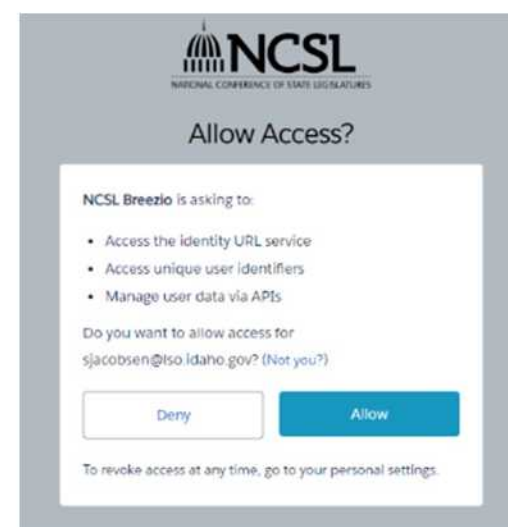 NCSL
NATIONAL CONFERENCE OF STATE LEGISLATURES
Allow Access?
NCSL Breezio is asking to:
• Access the identity URL service
• Access unique user identifiers
• Manage user data via APIs
Do you want to allow access for
sjacobsen@lso.idaho.gov? (Not you?)
Deny
Allow
To revoke access at any time, go to your personal settings.